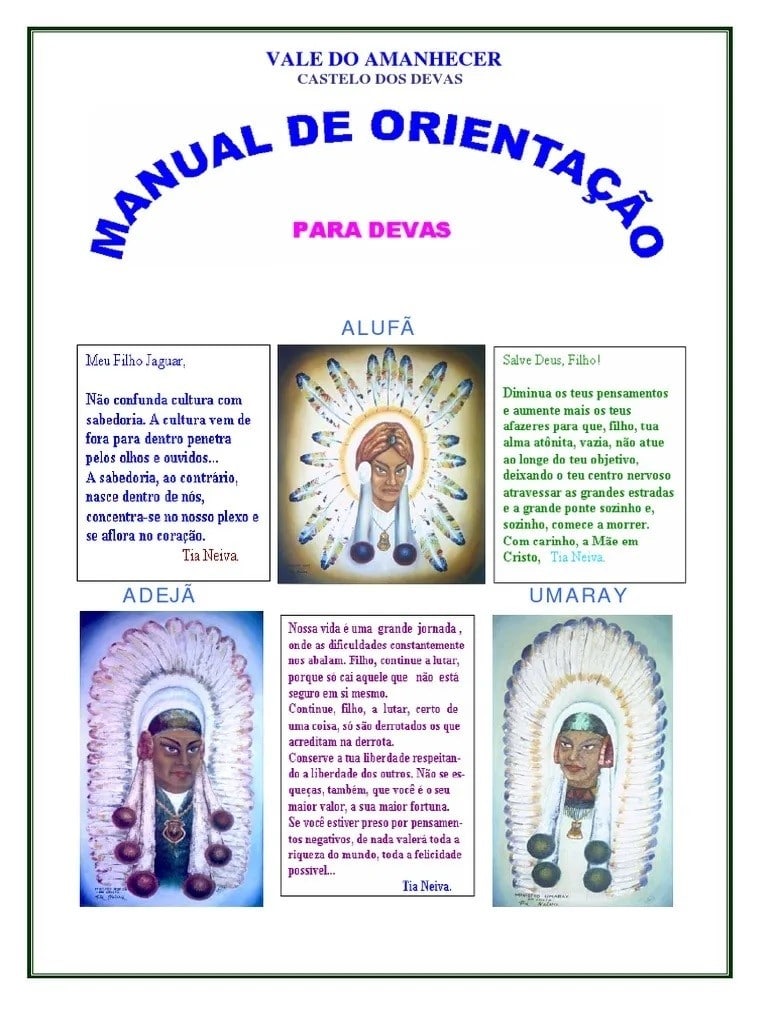 VALE DO AMANHECER
CASTELO DOS DEVAS
MANUAL DE ORIENTAÇÃO
PARA DEVAS
ALUFÃ
Meu Filho Jaguar,
Não confunda cultura com
sabedoria. A cultura vem de
fora para dentro penetra
pelos olhos e ouvidos...
A sabedoria, ao contrário,
nasce dentro de nós,
concentra-se no nosso plexo e
se aflora no coração.
Tia Neiva.
Salve Deus, Filho!
Diminua os teus pensamentos
e aumente mais os teus
afazeres para que, filho, tua
alma atônita, vazia, não atue
ao longe do teu objetivo,
deixando o teu centro nervoso
atravessar as grandes estradas
e a grande ponte sozinho e,
sozinho, comece a morrer.
Com carinho, a Mãe em
Cristo, Tia Neiva.
ADEJÃ
UMARAY
Nossa vida é uma grande jornada,
onde as dificuldades constantemente
nos abalam. Filho, continue a lutar,
porque só cai aquele que não está
seguro em si mesmo.
Continue, filho, a lutar, certo de
uma coisa, só são derrotados os que
acreditam na derrota.
Conserve a tua liberdade respeitan-
do a liberdade dos outros. Não se es-
queças, também, que você é o seu
maior valor, a sua maior fortuna.
Se você estiver preso por pensamen-
tos negativos, de nada valerá toda a
riqueza do mundo, toda a felicidade
possível...
Tia Neiva.
MINISTRO UMARAY